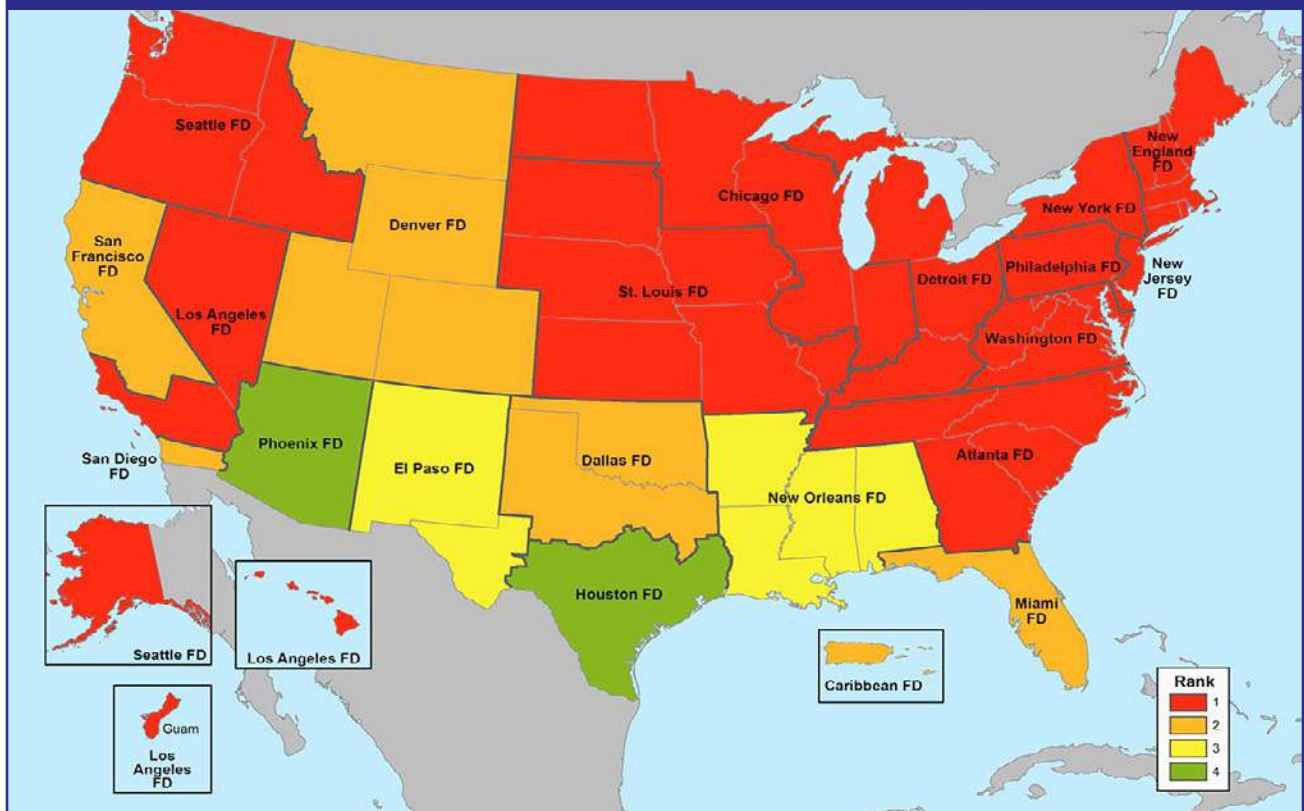 Seattle FD
San
Francisco
FD
Los Angeles
FD
Denver FD
Chicago FD
St. Louis FD
Detroit FD
New
England
FD
New York FD
Philadelphia FD
New
Jersey
FD
Washington FD
San Diego
FD
Phoenix FD
El Paso FD
Dallas FD
New Orleans FD
Atlanta FD
Houston FD
Miami
FD
Seattle FD
Los Angeles FD
Guam
Los
Angeles
FD
Caribbean FD
Rank
1
2
3
4